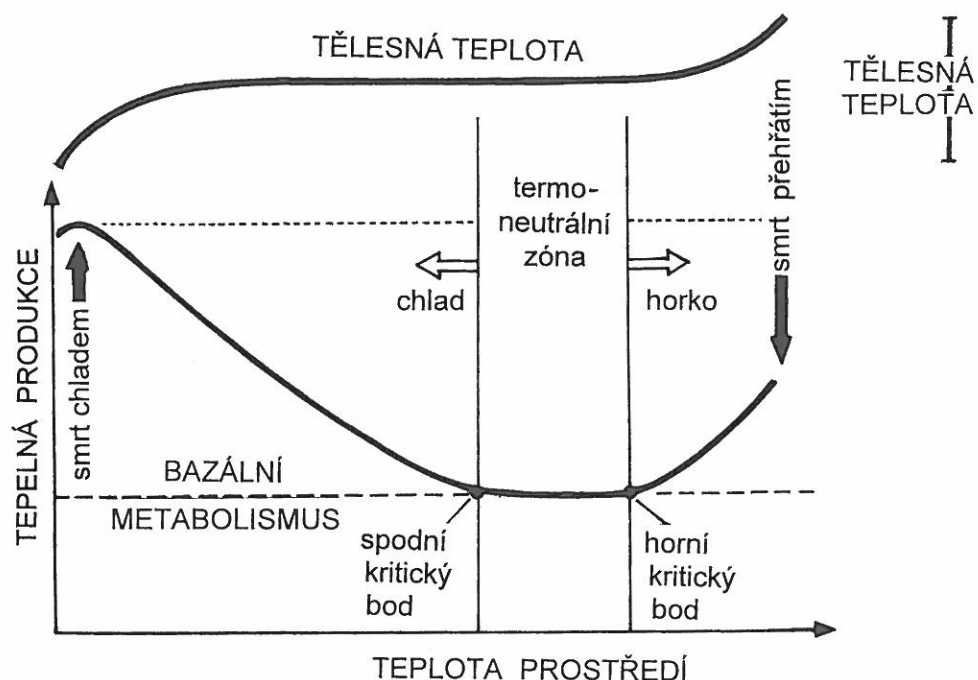 TĚLESNÁ TEPLOTA
TĚLESNÁ
TEPLOTA
termo-
neutrální
zóna
chlad
horko
smrt přehřátím
smrt chladem
TEPELNÁ PRODUKCE
BAZÁLNÍ
METABOLISMUS
spodní
kritický
bod
horní
kritický
bod
TEPLOTA PROSTŘEDÍ